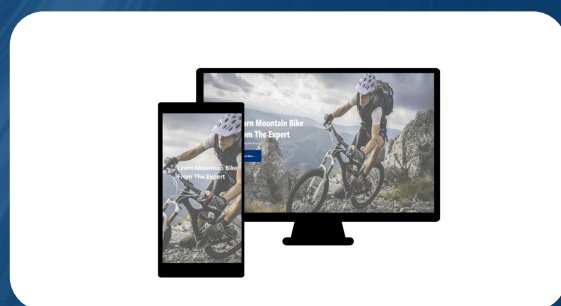 Learn Mountain Bike
From The Expert
rn Mountain Bike
om The Expert